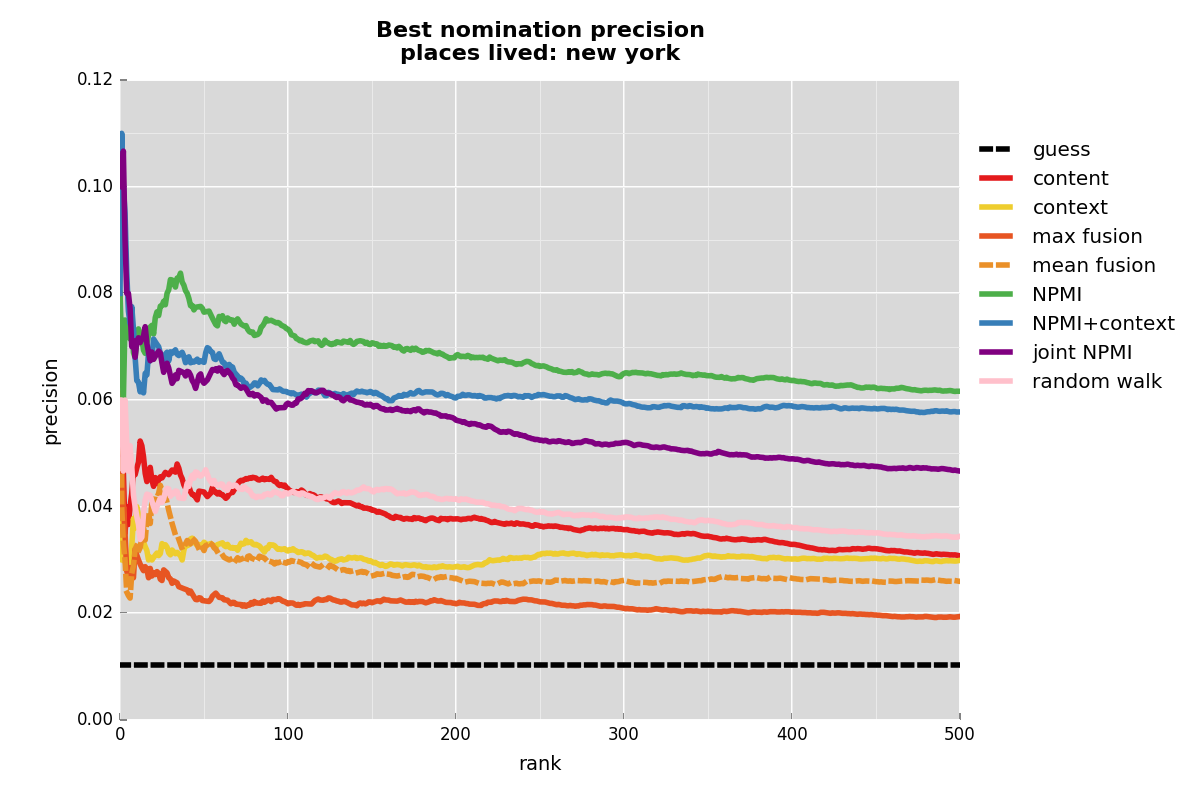 Best nomination precision
places lived: new york
precision
0.12
0.10
0.08
0.06
0.04
0.02
0.00
0
100
200
300
400
500
rank
guess
content
context
max fusion
mean fusion
NPMI
NPMI+context
joint NPMI
random walk